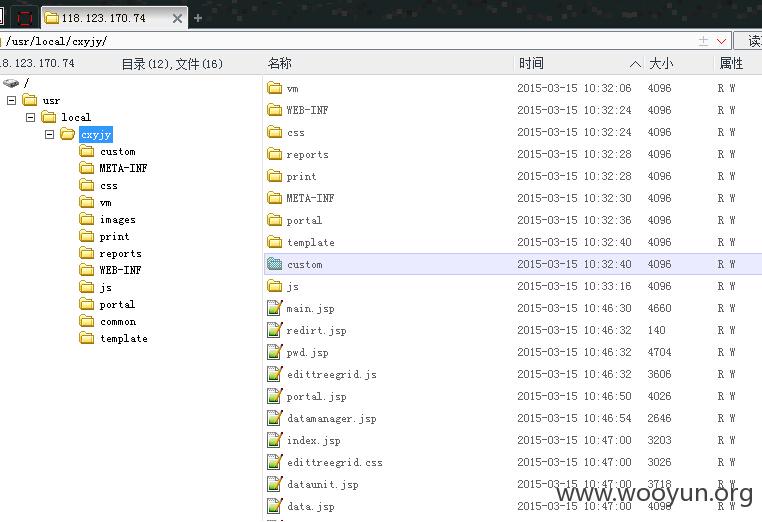 118.123.170.74
/usr/local/cxyjy/
8.123.170.74 目录(12),文件(16) 名称 时间 大小 属性
/
usr
local
cxyjy
custom
META-INF
css
vm
images
print
reports
WEB-INF
js
portal
common
template
vm 2015-03-15 10:32:06 4096 R W
WEB-INF 2015-03-15 10:32:24 4096 R W
css 2015-03-15 10:32:24 4096 R W
reports 2015-03-15 10:32:28 4096 R W
print 2015-03-15 10:32:28 4096 R W
META-INF 2015-03-15 10:32:30 4096 R W
portal 2015-03-15 10:32:36 4096 R W
template 2015-03-15 10:32:40 4096 R W
custom 2015-03-15 10:32:40 4096 R W
js 2015-03-15 10:33:16 4096 R W
main.jsp 2015-03-15 10:46:30 4660 R W
redirt.jsp 2015-03-15 10:46:32 140 R W
pwd.jsp 2015-03-15 10:46:32 4704 R W
edittreegrid.js 2015-03-15 10:46:32 3606 R W
portal.jsp 2015-03-15 10:46:50 4026 R W
datamanager.jsp 2015-03-15 10:46:54 2646 R W
index.jsp 2015-03-15 10:47:00 3203 R W
edittreegrid.css 2015-03-15 10:47:00 3026 R W
dataunit.jsp 2015-03-15 10:47:00 3718 R W
data.jsp 2015-03-15 10:47:00 4096 R W
www.wooyun.org